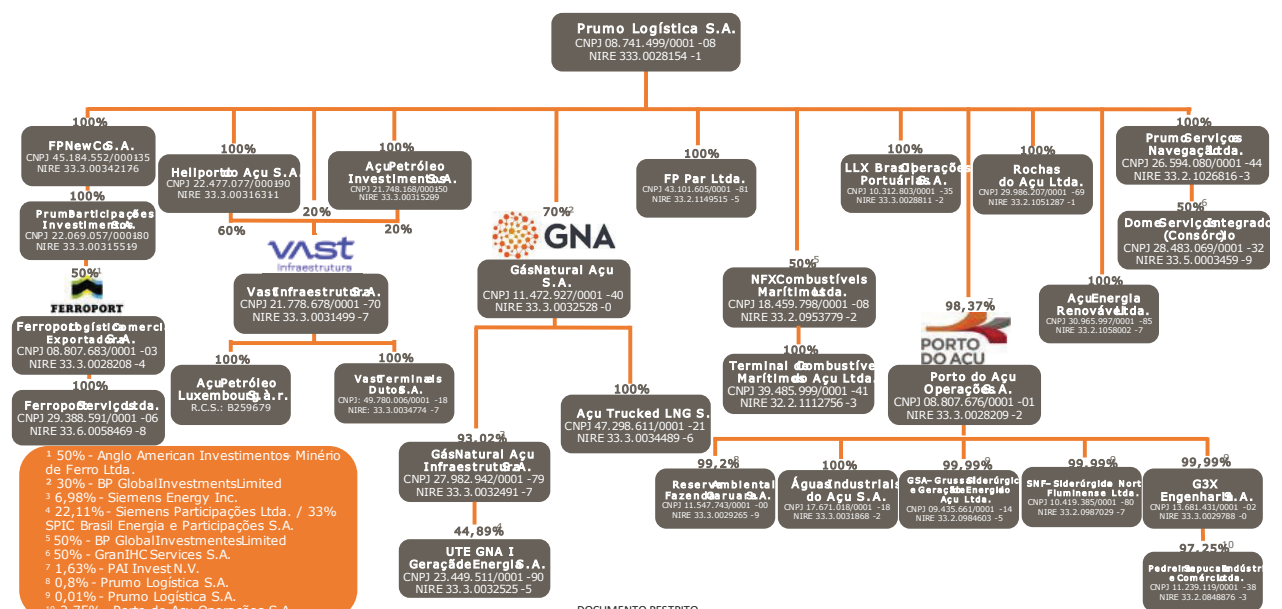 Prumo Logística S.A.
CNPJ 08.741.499/0001 -08
NIRE 333.0028154 -1
100%
FPNewCo S.A.
CNPJ 45.184.552/0001-35
NIRE 33.3.00342176
100%
Prumo Participações
Investimentos S.A.
CNPJ 22.069.057/0001-80
NIRE 33.3.00315519
50%¹
FERROPORT
Ferroport Logística Comercial
Exportadora S.A.
CNPJ 08.807.683/0001 -03
NIRE 33.3.0028208 -4
100%
Ferroport Serviços Ltda.
CNPJ 29.388.591/0001 -06
NIRE 33.6.0058469 -8
100%
Heliporto do Açu S.A.
CNPJ 22.477.077/0001-90
NIRE 33.3.00316311
60%
20%
100%
Açu Petróleo
Investimentos S.A.
CNPJ 21.748.168/0001-50
NIRE 33.3.00315299
20%
VAST
Infraestrutura
Vast Infraestrutura S.A.
CNPJ 21.778.678/0001 -70
NIRE 33.3.0031499 -7
100%
Açu Petróleo
Luxembourg S.à.r.l.
R.C.S.: B259679
100%
Vast Terminais
Dutos S.A.
CNPJ: 49.780.006/0001 -18
NIRE: 33.3.0034774 -7
70%²
GNA
Gás Natural Açu
S.A.
CNPJ 11.472.927/0001 -40
NIRE 33.3.0032528 -0
93,02%³
Gás Natural Açu
Infraestrutura S.A.
CNPJ 27.982.942/0001 -79
NIRE 33.3.0032491 -7
44,89%⁴
UTE GNA I
Geração de Energia S.A.
CNPJ 23.449.511/0001 -90
NIRE 33.3.0032525 -5
100%
Açu Trucked LNG S.
CNPJ 47.298.611/0001 -21
NIRE 33.3.0034489 -6
100%
FP Par Ltda.
CNPJ 43.101.605/0001 -81
NIRE 33.2.1149515 -5
50%⁵
NFX Combustíveis
Marítimos Ltda.
CNPJ 18.459.798/0001 -08
NIRE 33.2.0953779 -2
100%
Terminal de Combustíveis
Marítimos do Açu Ltda.
CNPJ 39.485.999/0001 -41
NIRE 32.2.1112756 -3
100%
LLX Brasil Operações
Portuárias S.A.
CNPJ 10.312.803/0001 -35
NIRE 33.3.0028811 -2
98,37%⁷
PORTO
DO AÇU
Porto do Açu
Operações S.A.
CNPJ 08.807.676/0001 -01
NIRE 33.3.0028209 -2
100%
Rochas
do Açu Ltda.
CNPJ 29.986.207/0001 -69
NIRE 33.2.1051287 -1
100%
Açu Energia
Renovável Ltda.
CNPJ 30.965.997/0001 -85
NIRE 33.2.1058002 -7
100%
Prumo Serviços e
Navegação Ltda.
CNPJ 26.594.080/0001 -44
NIRE 33.2.1026816 -3
50%⁶
Dome Serviços Integrados
(Consórcio)
CNPJ 28.483.069/0001 -32
NIRE 33.5.0003459 -9
99,2%⁸
Reserva Ambiental
Fazenda Caruara S.A.
CNPJ 11.547.743/0001 -00
NIRE 33.3.0029265 -9
100%
Águas Industriais
do Açu S.A.
CNPJ 17.671.018/0001 -18
NIRE 33.3.0031868 -2
99,99%⁹
GSA – Grussaí Siderúrgica
e Geração de Energia do
Açu Ltda.
CNPJ 09.435.661/0001 -14
NIRE 33.2.0984603 -5
99,99%⁹
SNF – Siderúrgica Norte
Fluminense Ltda.
CNPJ 10.419.385/0001 -80
NIRE 33.2.0987029 -7
99,99%⁹
G3X
Engenharia S.A.
CNPJ 13.681.431/0001 -02
NIRE 33.3.0029788 -0
97,25%¹⁰
Pedreira Sapucaia Indústria
e Comércio Ltda.
CNPJ 11.239.119/0001 -38
NIRE 33.2.0848876 -3
¹ 50% - Anglo American Investimentos - Minério
de Ferro Ltda.
² 30% - BP Global Investments Limited
³ 6,98% - Siemens Energy Inc.
⁴ 22,11% - Siemens Participações Ltda. / 33%
SPIC Brasil Energia e Participações S.A.
⁵ 50% - BP Global Investmentes Limited
⁶ 50% - GranIHC Services S.A.
⁷ 1,63% - PAI Invest N.V.
⁸ 0,8% - Prumo Logística S.A.
⁹ 0,01% - Prumo Logística S.A.
¹⁰ 2,75% - Porto do Açu Operações S.A.
DOCUMENTO RESTRITO